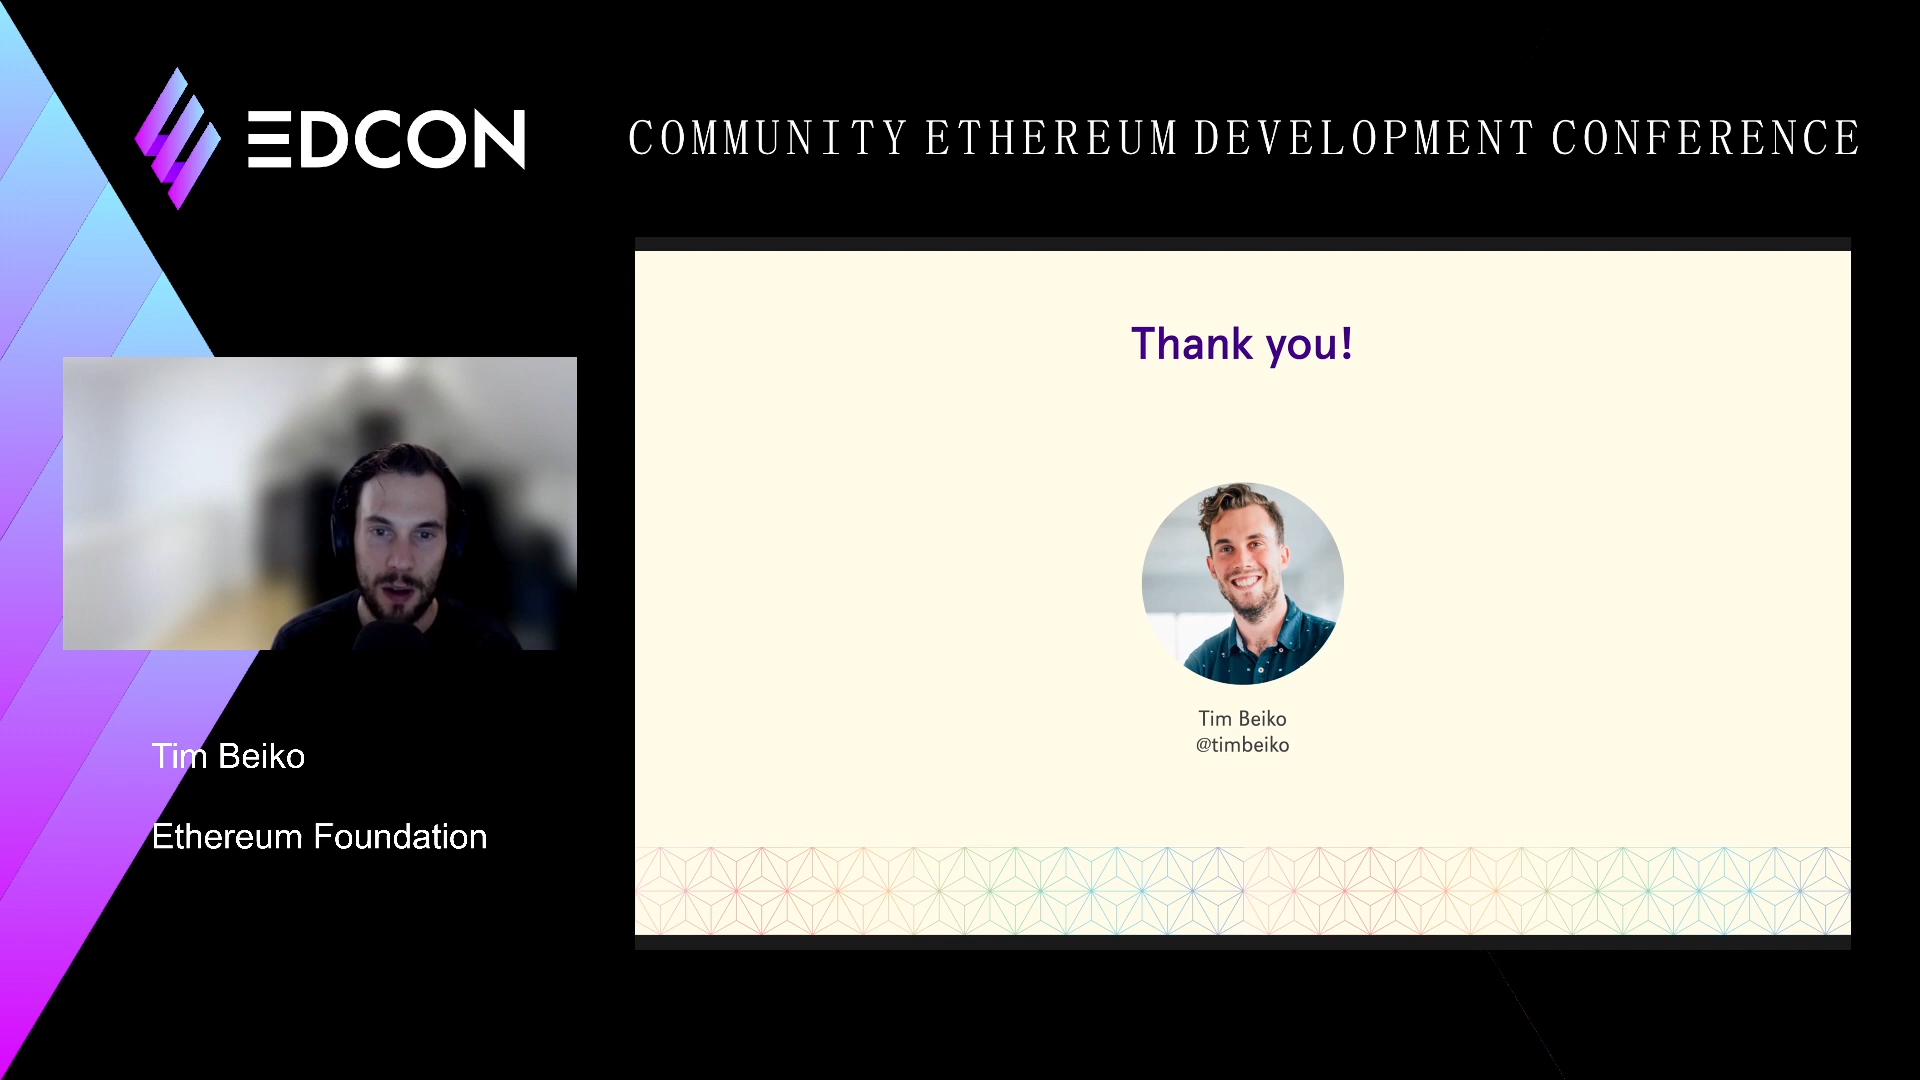 EDCON
COMMUNITY ETHEREUM DEVELOPMENT CONFERENCE
Thank you!
Tim Beiko
@timbeiko
Tim Beiko
Ethereum Foundation